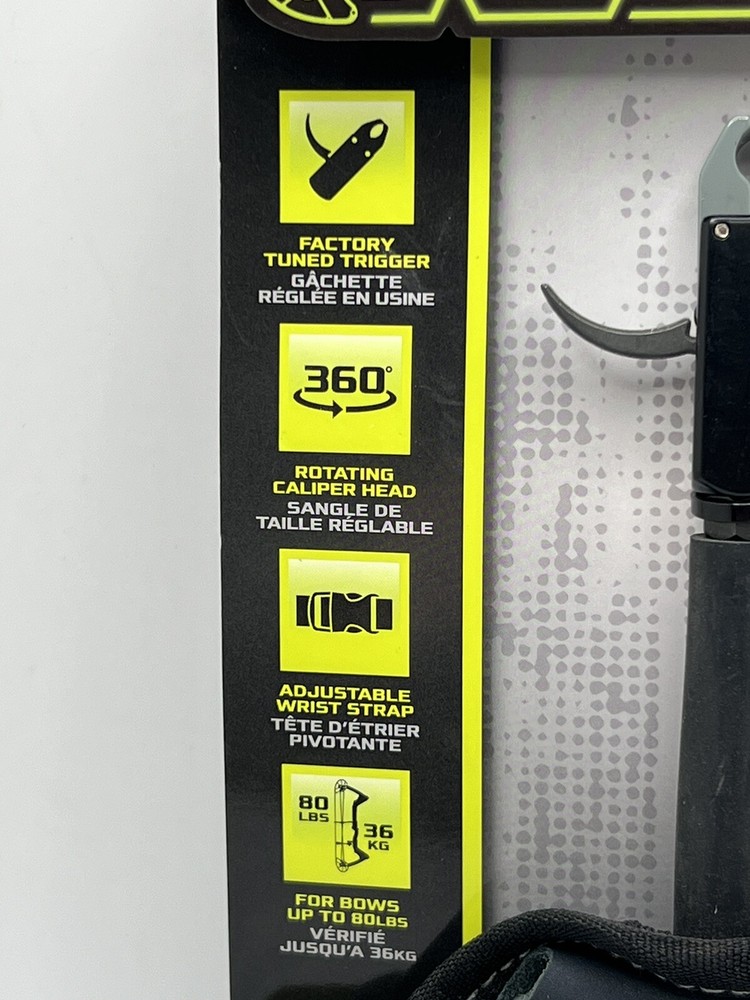 FACTORY
TUNED TRIGGER
GÂCHETTE
RÉGLÉE EN USINE
360°
ROTATING
CALIPER HEAD
SANGLE DE
TAILLE RÉGLABLE
ADJUSTABLE
WRIST STRAP
TÊTE D'ÉTRIER
PIVOTANTE
80
LBS
36
KG
FOR BOWS
UP TO 80LBS
VÉRIFIÉ
JUSQU'A 36KG